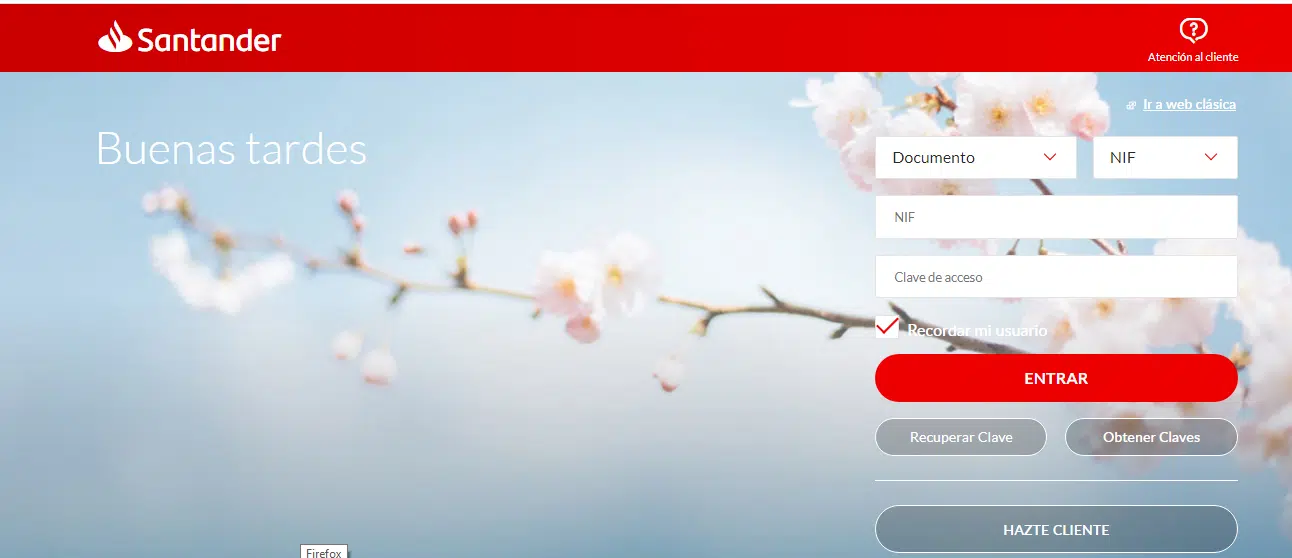 Santander
Atención al cliente
Ir a web clásica
Buenas tardes
Documento
NIF
NIF
Clave de acceso
Recordar mi usuario
ENTRAR
Recuperar Clave
Obtener Claves
HAZTE CLIENTE
Firefox